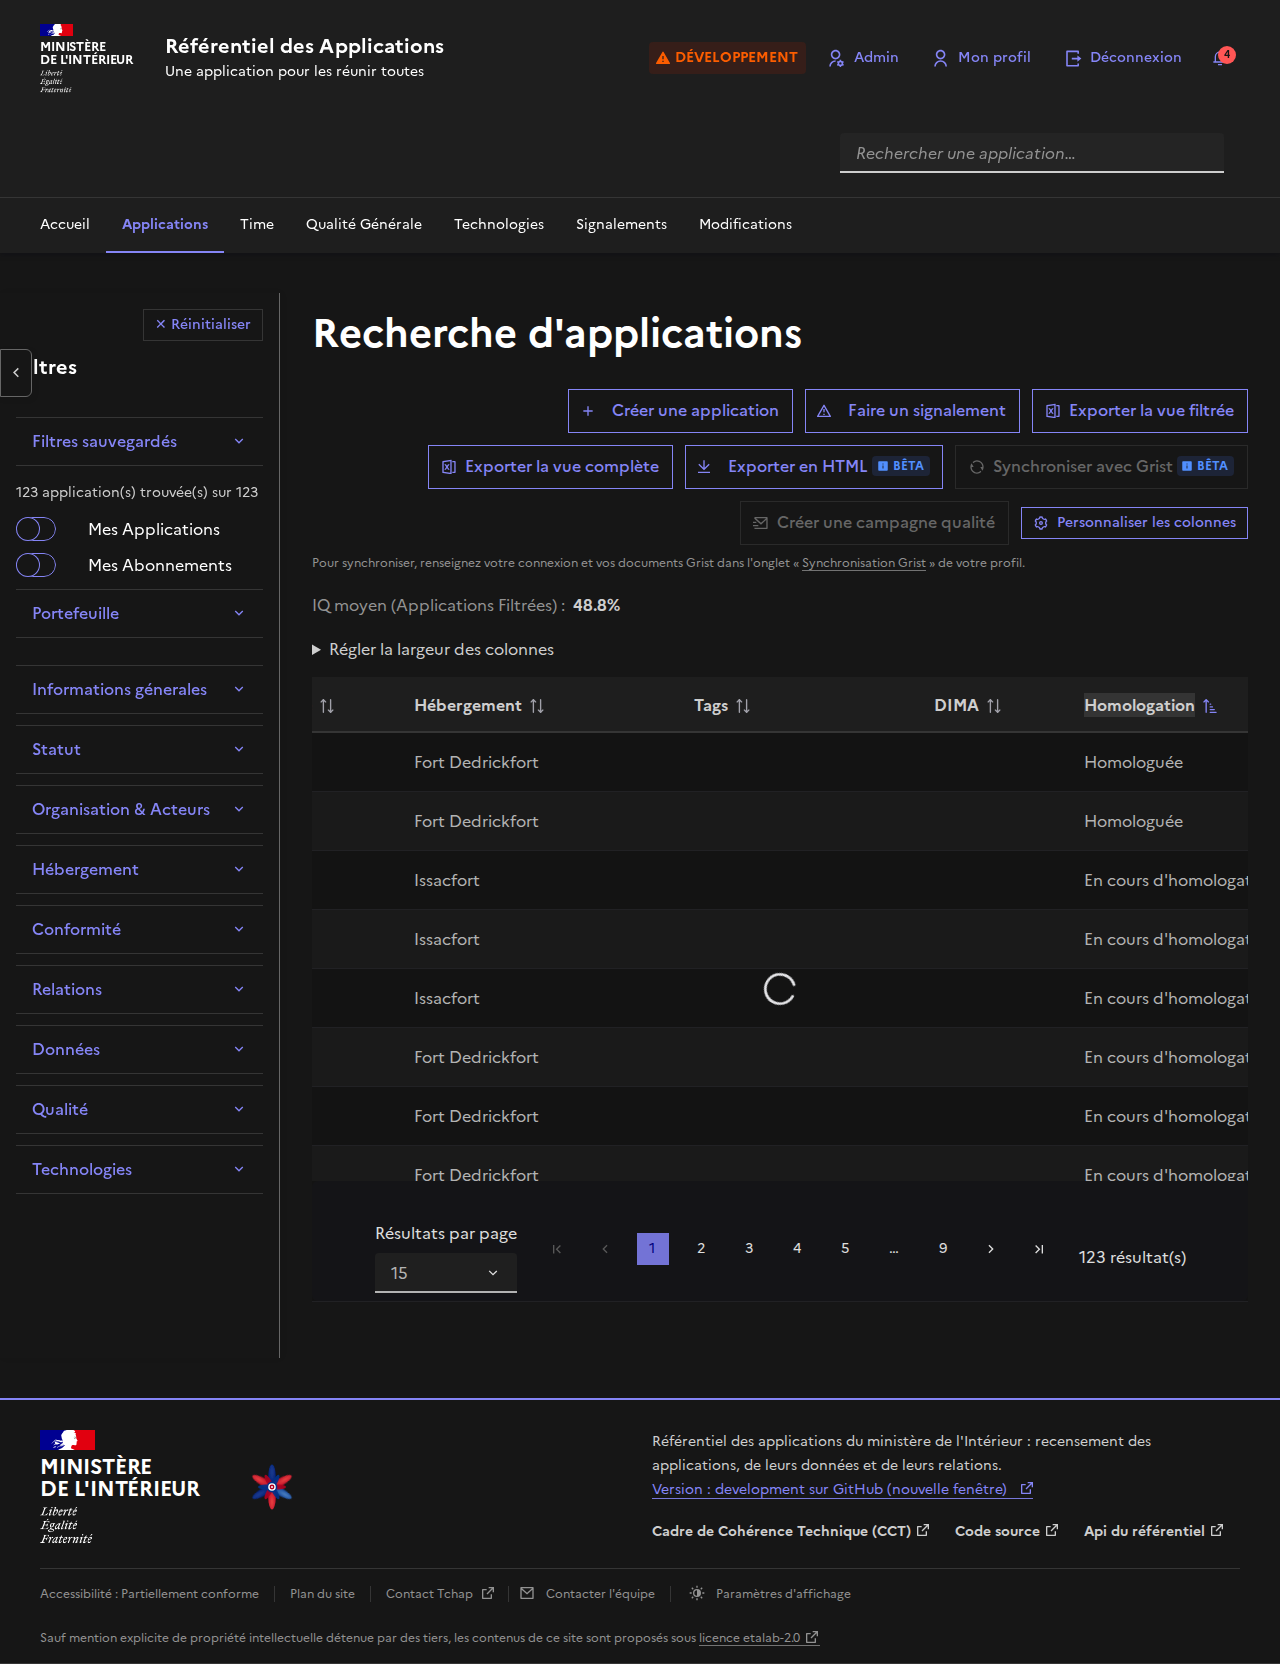 MINISTÈRE
DE L'INTÉRIEUR
Liberté
Égalité
Fraternité
Référentiel des Applications
Une application pour les réunir toutes
DÉVELOPPEMENT
Admin
Mon profil
Déconnexion
4
Rechercher une application...
Accueil
Applications
Time
Qualité Générale
Technologies
Signalements
Modifications
Réinitialiser
ltres
Filtres sauvegardés
123 application(s) trouvée(s) sur 123
Mes Applications
Mes Abonnements
Portefeuille
Informations génerales
Statut
Organisation & Acteurs
Hébergement
Conformité
Relations
Données
Qualité
Technologies
Recherche d'applications
Créer une application
Faire un signalement
Exporter la vue filtrée
Exporter la vue complète
Exporter en HTML BÊTA
Synchroniser avec Grist BÊTA
Créer une campagne qualité
Personnaliser les colonnes
Pour synchroniser, renseignez votre connexion et vos documents Grist dans l'onglet « Synchronisation Grist » de votre profil.
IQ moyen (Applications Filtrées) : 48.8%
Régler la largeur des colonnes
Hébergement Tags DIMA Homologation
Fort Dedrickfort Homologuée
Fort Dedrickfort Homologuée
Issacfort En cours d'homologat
Issacfort En cours d'homologat
Issacfort En cours d'homologat
Fort Dedrickfort En cours d'homologat
Fort Dedrickfort En cours d'homologat
Fort Dedrickfort En cours d'homologat
Résultats par page
15
1 2 3 4 5 ... 9
123 résultat(s)
MINISTÈRE
DE L'INTÉRIEUR
Liberté
Égalité
Fraternité
Référentiel des applications du ministère de l'Intérieur : recensement des
applications, de leurs données et de leurs relations.
Version : development sur GitHub (nouvelle fenêtre)
Cadre de Cohérence Technique (CCT)
Code source
Api du référentiel
Accessibilité : Partiellement conforme
Plan du site
Contact Tchap
Contacter l'équipe
Paramètres d'affichage
Sauf mention explicite de propriété intellectuelle détenue par des tiers, les contenus de ce site sont proposés sous licence etalab-2.0